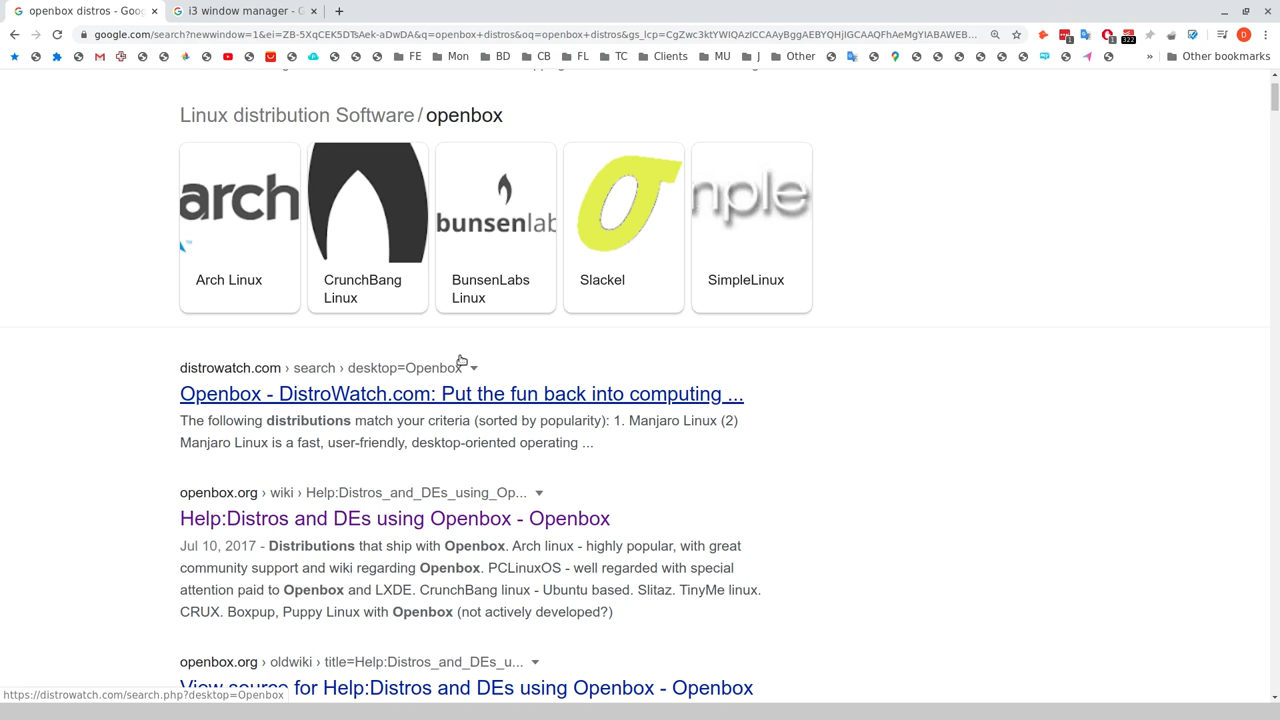 openbox distros - Goog
i3 window manager - G
google.com/search?newwindow=1&ei=ZB-5XqCEK5DTsAek-aDwDA&q=openbox+distros&oq=openbox+distros&gs_lcp=CgZwc3ktYWIQAzICCAAyBggAEBYQHjIGCAAQFhAeMgYIABAWEB...
FE
Mon
BD
CB
FL
TC
Clients
MU
J
Other
»
Other bookmarks
Linux distribution Software / openbox
arch
bunsenlab
mple
Arch Linux
CrunchBang
Linux
BunsenLabs
Linux
Slackel
SimpleLinux
distrowatch.com › search › desktop=Openbox
Openbox - DistroWatch.com: Put the fun back into computing ...
The following distributions match your criteria (sorted by popularity): 1. Manjaro Linux (2)
Manjaro Linux is a fast, user-friendly, desktop-oriented operating ...
openbox.org › wiki › Help:Distros_and_DEs_using_Op...
Help:Distros and DEs using Openbox - Openbox
Jul 10, 2017 - Distributions that ship with Openbox. Arch linux - highly popular, with great
community support and wiki regarding Openbox. PCLinuxOS - well regarded with special
attention paid to Openbox and LXDE. CrunchBang linux - Ubuntu based. Slitaz. TinyMe linux.
CRUX. Boxpup, Puppy Linux with Openbox (not actively developed?)
openbox.org › oldwiki › title=Help:Distros_and_DEs_u...
View source for Help:Distros and DEs using Openbox - Openbox
https://distrowatch.com/search.php?desktop=Openbox